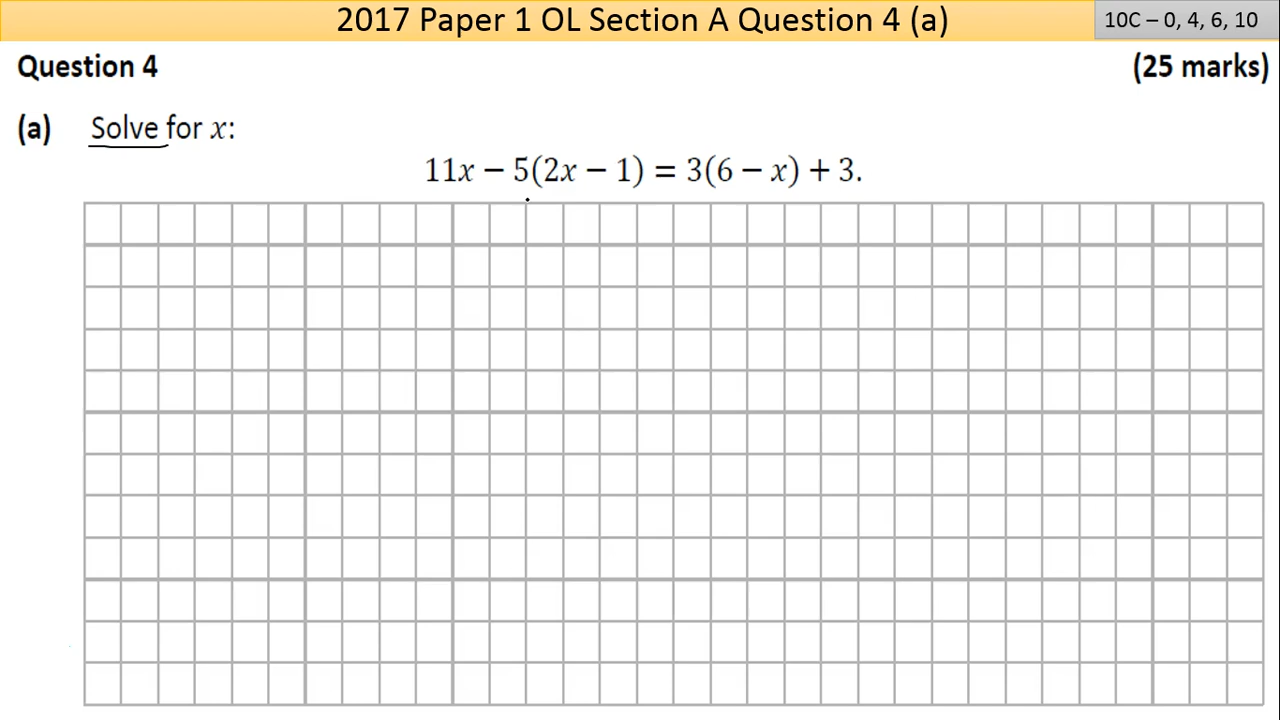 2017 Paper 1 OL Section A Question 4 (a)
10C – 0, 4, 6, 10
Question 4
(25 marks)
(a) Solve for x:
11x − 5(2x − 1) = 3(6 − x) + 3.